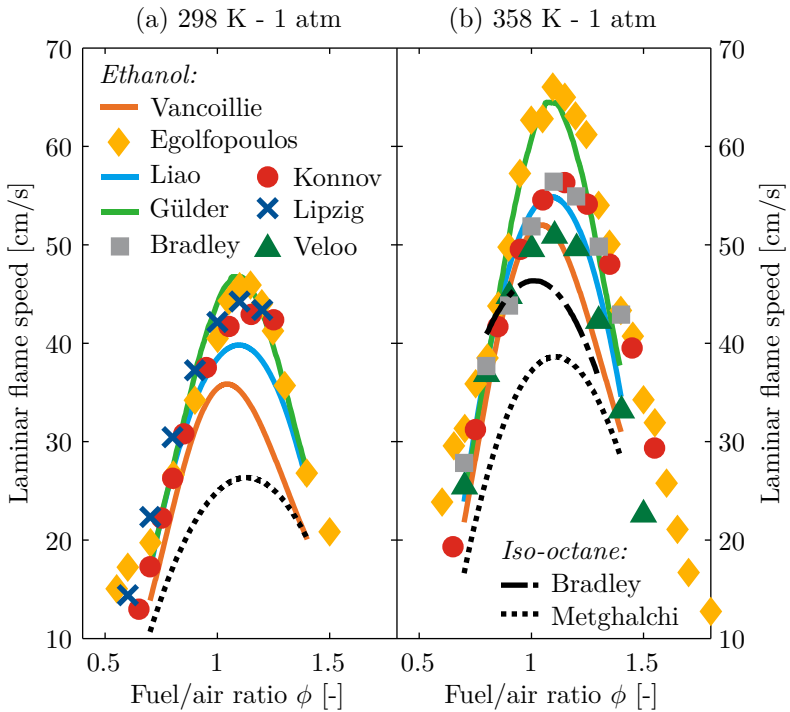 (a) 298 K - 1 atm
(b) 358 K - 1 atm
70
60
50
40
30
20
10
Laminar flame speed [cm/s]
Ethanol:
Vancoillie
Egolfopoulos
Liao
Konnov
Gülder
Lipzig
Bradley
Veloo
0.5
1
1.5
Fuel/air ratio ϕ [-]
Iso-octane:
Bradley
Metghalchi
0.5
1
1.5
Fuel/air ratio ϕ [-]
70
60
50
40
30
20
10
Laminar flame speed [cm/s]